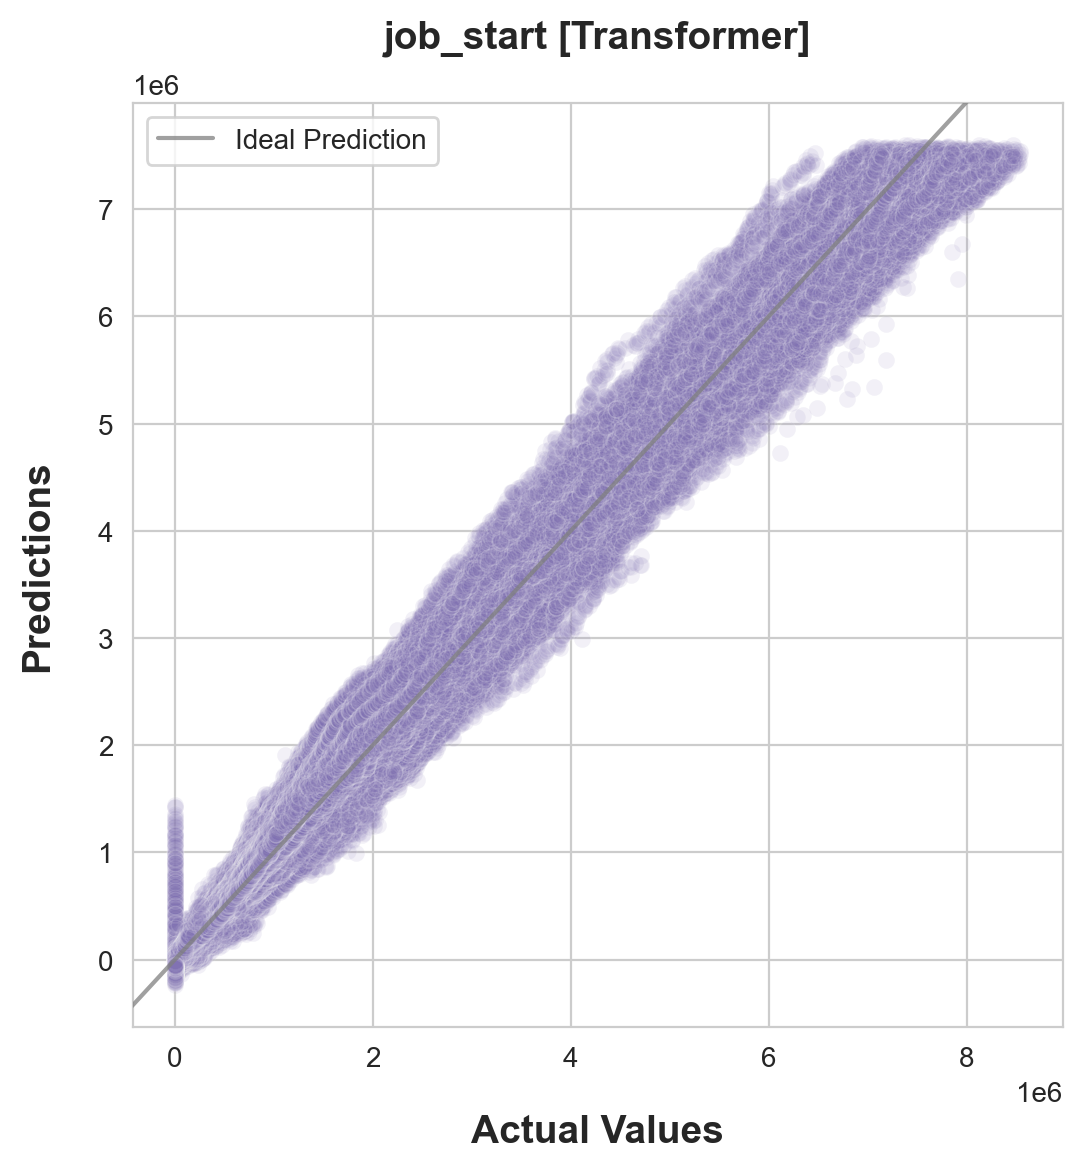 job_start [Transformer]
1e6
Ideal Prediction
7
6
5
4
3
2
1
0
Predictions
0 2 4 6 8
1e6
Actual Values